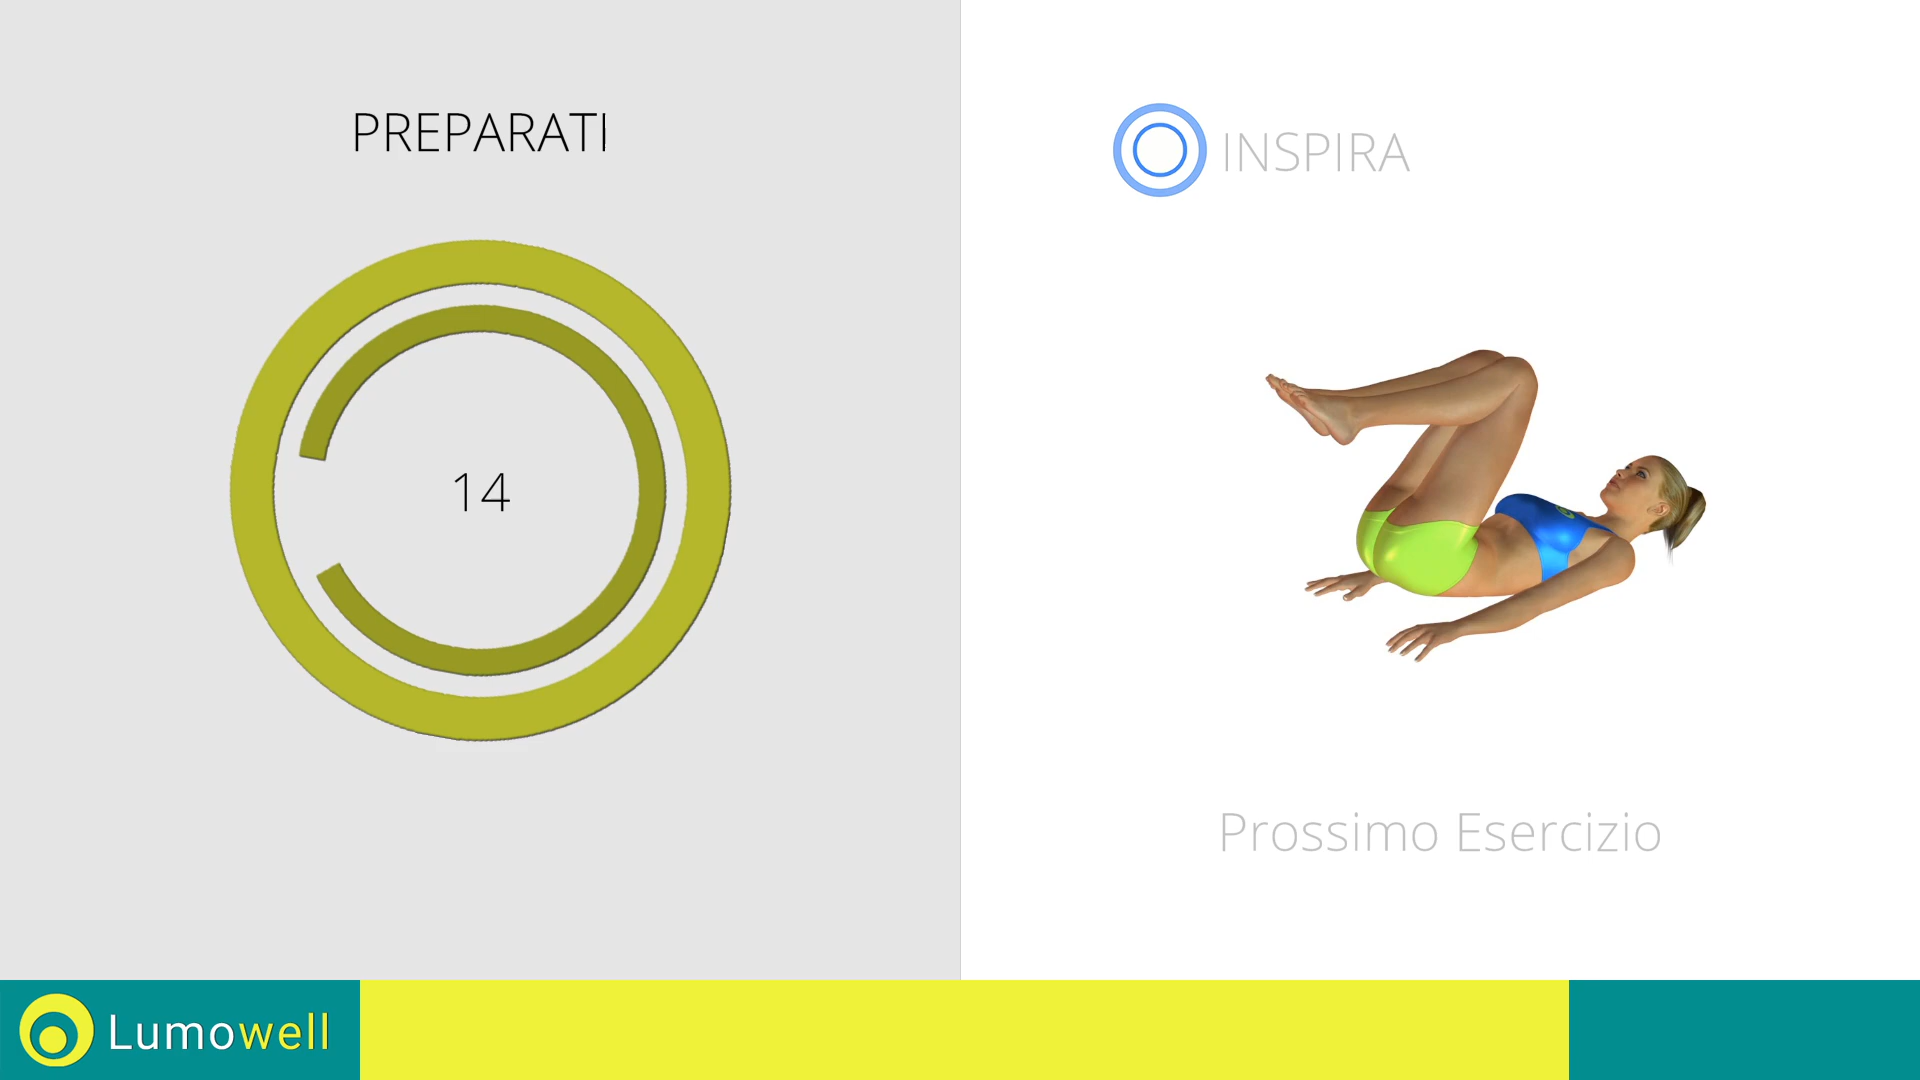 PREPARATI
14
INSPIRA
Prossimo Esercizio
Lumowell